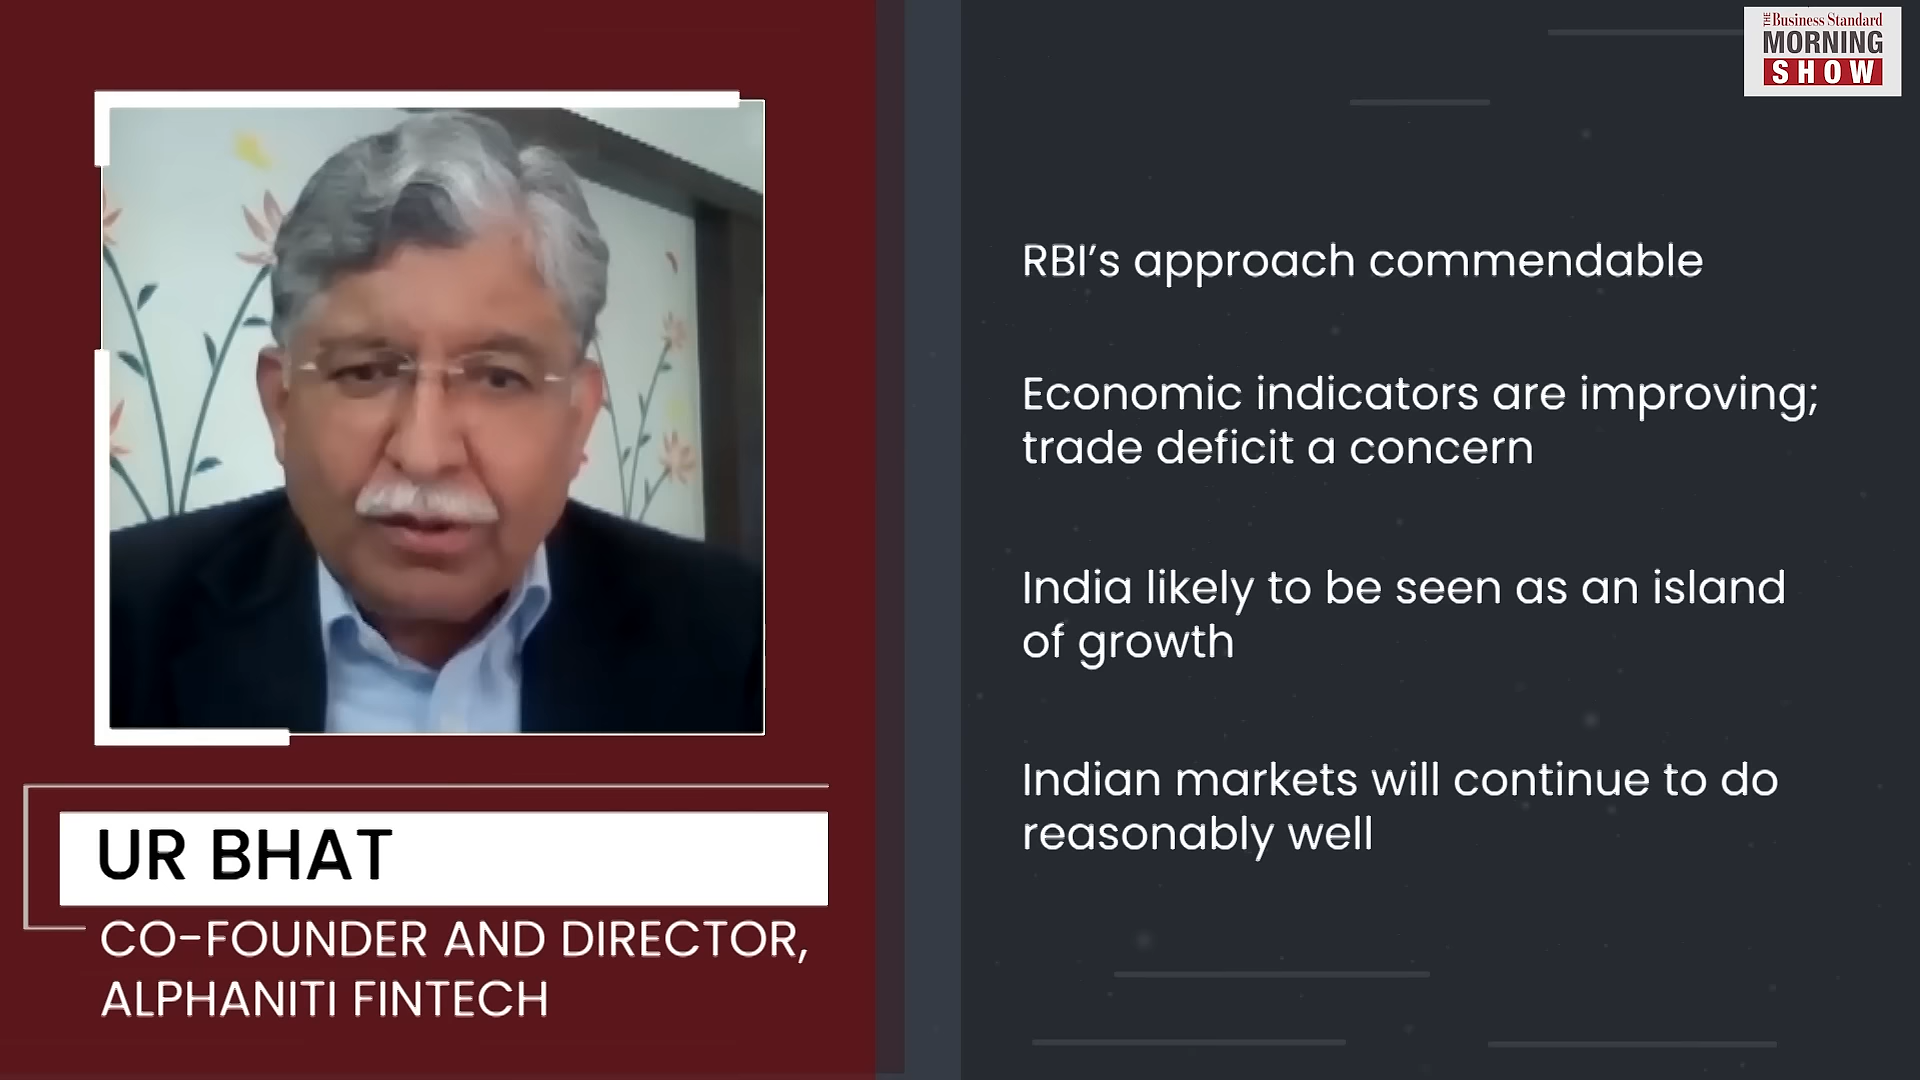 THE Business Standard
MORNING
SHOW
RBI’s approach commendable
Economic indicators are improving;
trade deficit a concern
India likely to be seen as an island
of growth
Indian markets will continue to do
reasonably well
UR BHAT
CO-FOUNDER AND DIRECTOR,
ALPHANITI FINTECH